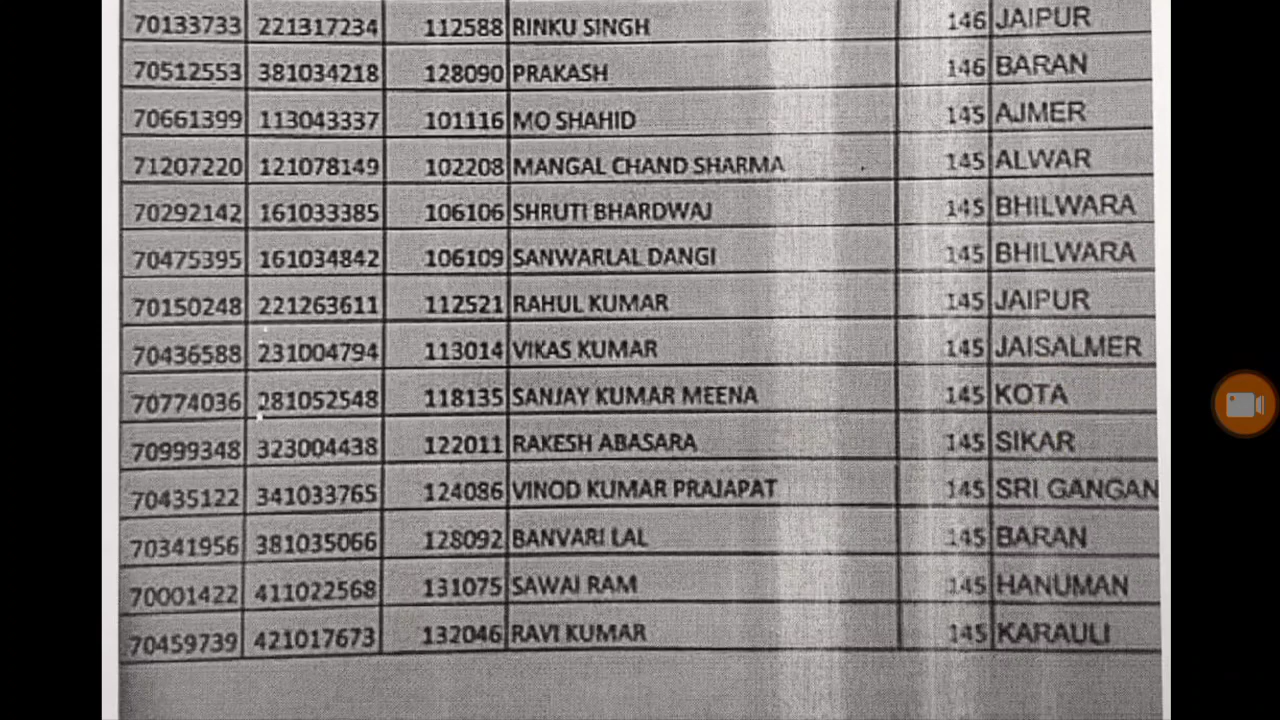 70133733 221317234 112588 RINKU SINGH 146 JAIPUR
70512553 381034218 128090 PRAKASH 146 BARAN
70661399 113043337 101116 MO SHAHID 145 AJMER
71207220 121078149 102208 MANGAL CHAND SHARMA 145 ALWAR
70292142 161033385 106106 SHRUTI BHARDWAJ 145 BHILWARA
70475395 161034842 106109 SANWARLAL DANGI 145 BHILWARA
70150248 221263611 112521 RAHUL KUMAR 145 JAIPUR
70436588 231004794 113014 VIKAS KUMAR 145 JAISALMER
70774036 281052548 118135 SANJAY KUMAR MEENA 145 KOTA
70999348 323004438 122011 RAKESH ABASARA 145 SIKAR
70435122 341033765 124086 VINOD KUMAR PRAJAPAT 145 SRI GANGAN
70341956 381035066 128092 BANVARI LAL 145 BARAN
70001422 411022568 131075 SAWAI RAM 145 HANUMAN
70459739 421017673 132046 RAVI KUMAR 145 KARAULI